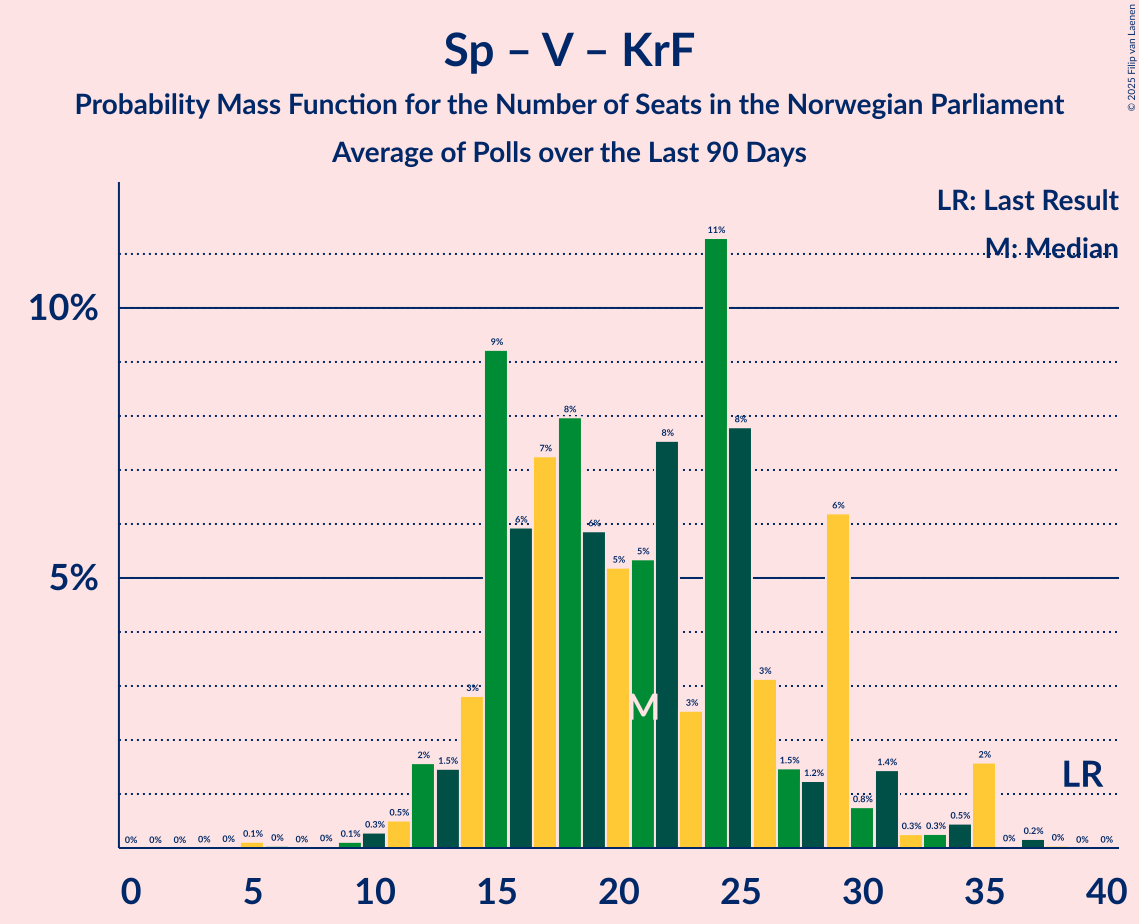 Sp – V – KrF
Probability Mass Function for the Number of Seats in the Norwegian Parliament
Average of Polls over the Last 90 Days
© 2025 Filip van Laenen
LR: Last Result
M: Median
10%
5%
0% 0% 0% 0% 0% 0.1% 0% 0% 0% 0.1% 0.3% 0.5% 2% 1.5% 3% 9% 6% 7% 8% 6% 5% 5% 8% 3% 11% 8% 3% 1.5% 1.2% 6% 0.8% 1.4% 0.3% 0.3% 0.5% 2% 0% 0.2% 0% 0% 0%
M
LR
0 5 10 15 20 25 30 35 40